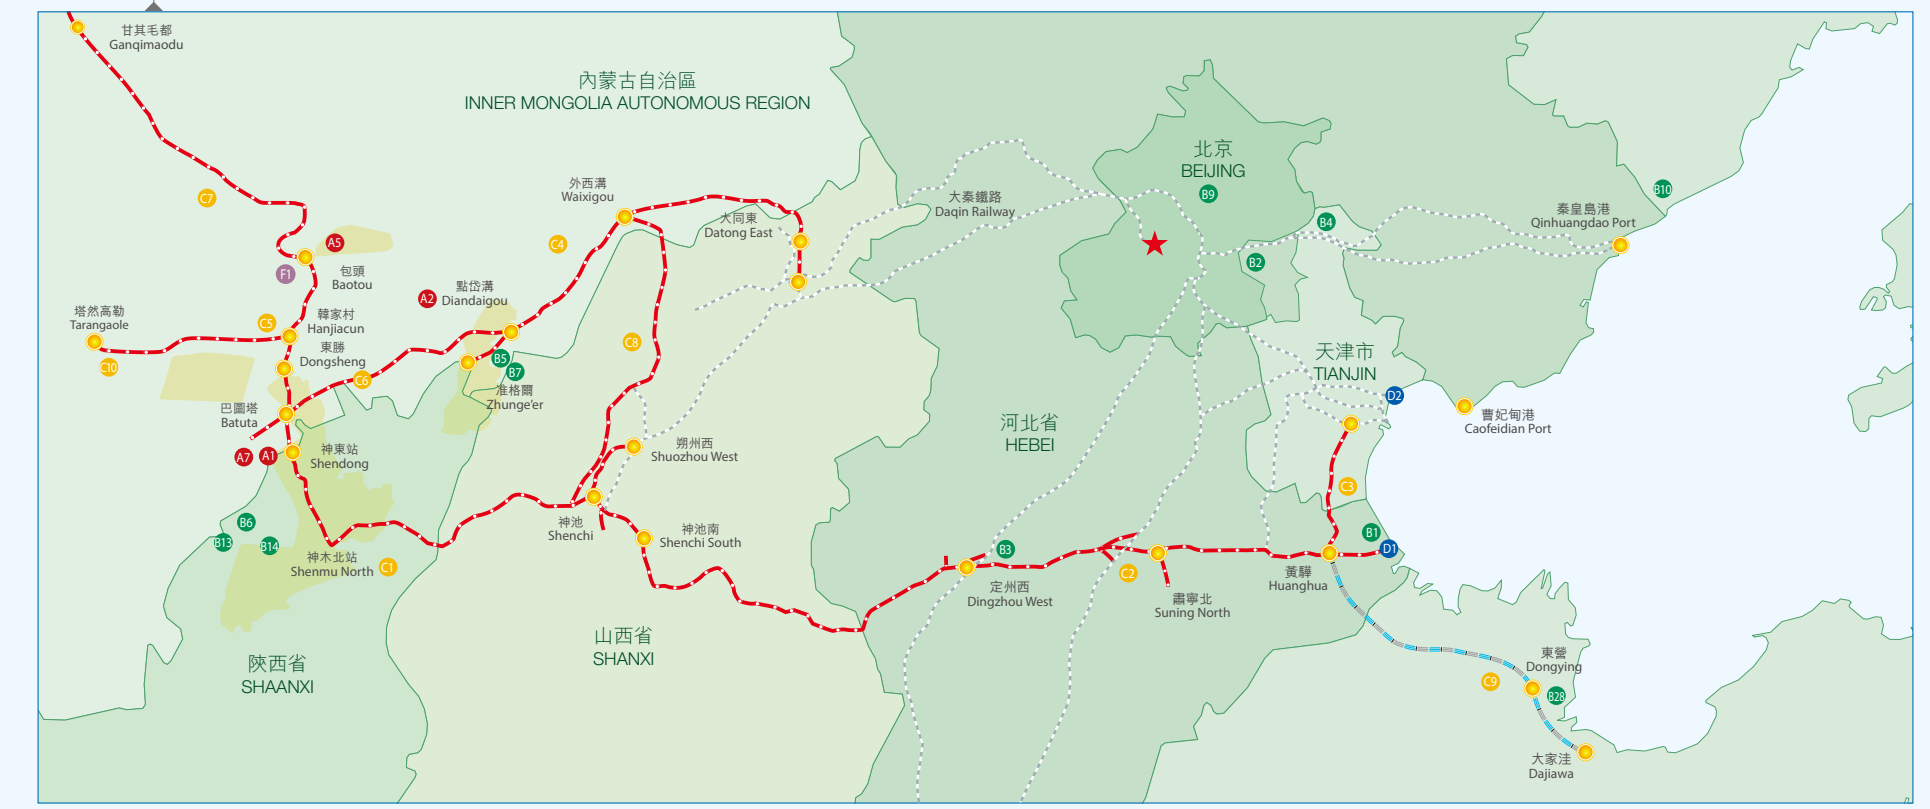 甘其毛都
Ganqimaodu
內蒙古自治區
INNER MONGOLIA AUTONOMOUS REGION
北京
BEIJING
B9
B10
C7
外西溝
Waixigou
大秦鐵路
Daqin Railway
大同東
Datong East
秦皇島港
Qinhuangdao Port
B4
A5
C4
B2
F1
包頭
Baotou
點岱溝
Diandaigou
A2
塔然高勒
Tarangaole
韓家村
Hanjiacun
C5
C8
東勝
Dongsheng
C10
C6
B5
B7
准格爾
Zhunge'er
天津市
TIANJIN
D2
曹妃甸港
Caofeidian Port
巴圖塔
Batuta
河北省
HEBEI
朔州西
Shuozhou West
神東站
Shendong
A7
A1
C3
B6
B13
B14
神池
Shenchi
神池南
Shenchi South
B1
D1
神木北站
Shenmu North
C1
B3
定州西
Dingzhou West
C2
肅寧北
Suning North
黃驊
Huanghua
陝西省
SHAANXI
山西省
SHANXI
東營
Dongying
C9
B28
大家洼
Dajiawa